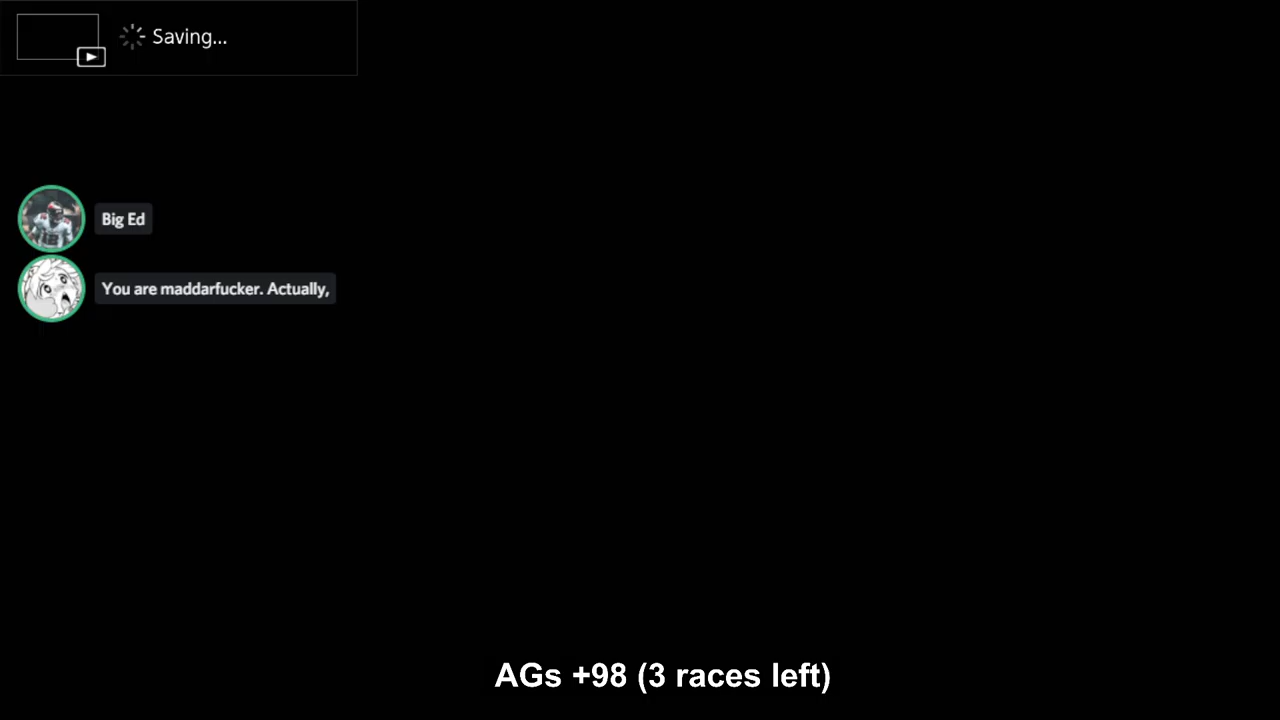 Saving...
Big Ed
You are maddarfucker. Actually,
AGs +98 (3 races left)